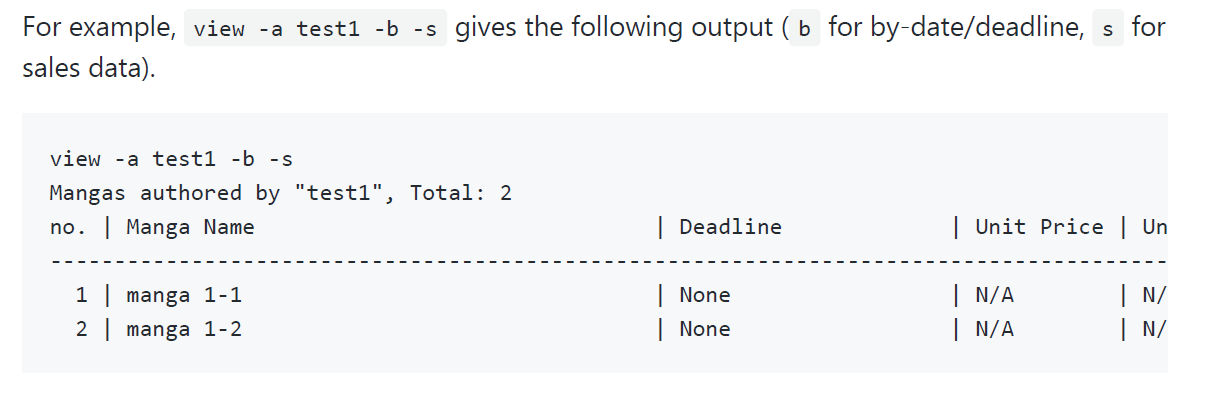 For example, view -a test1 -b -s gives the following output ( b for by-date/deadline, s for
sales data).
view -a test1 -b -s
Mangas authored by "test1", Total: 2
no. | Manga Name | Deadline | Unit Price | Un
--------------------------------------------------------------------------------------
1 | manga 1-1 | None | N/A | N/
2 | manga 1-2 | None | N/A | N/